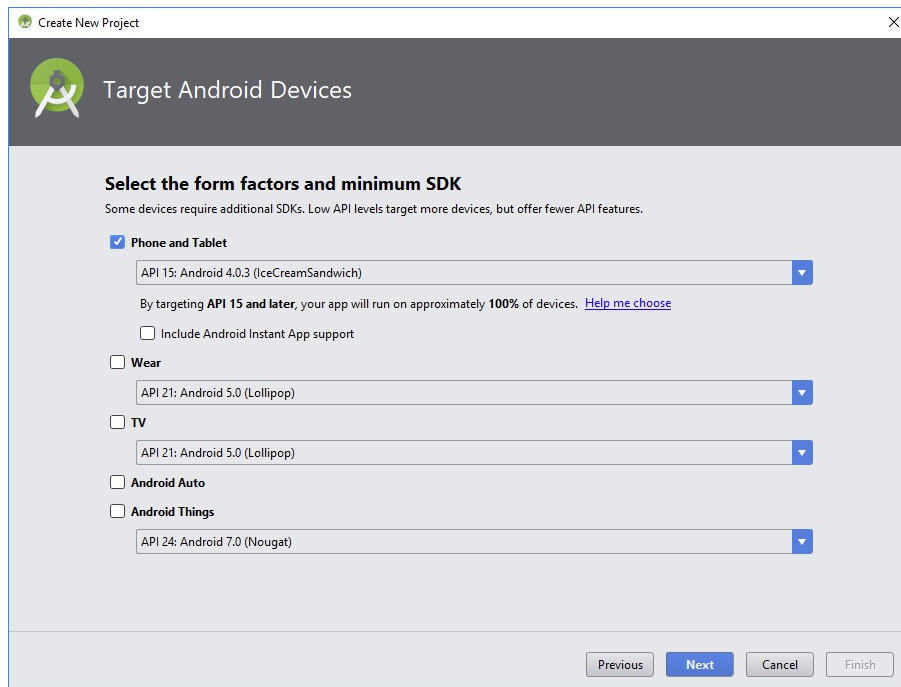 Create New Project
Target Android Devices
Select the form factors and minimum SDK
Some devices require additional SDKs. Low API levels target more devices, but offer fewer API features.
Phone and Tablet
API 15: Android 4.0.3 (IceCreamSandwich)
By targeting API 15 and later, your app will run on approximately 100% of devices. Help me choose
Include Android Instant App support
Wear
API 21: Android 5.0 (Lollipop)
TV
API 21: Android 5.0 (Lollipop)
Android Auto
Android Things
API 24: Android 7.0 (Nougat)
Previous Next Cancel Finish